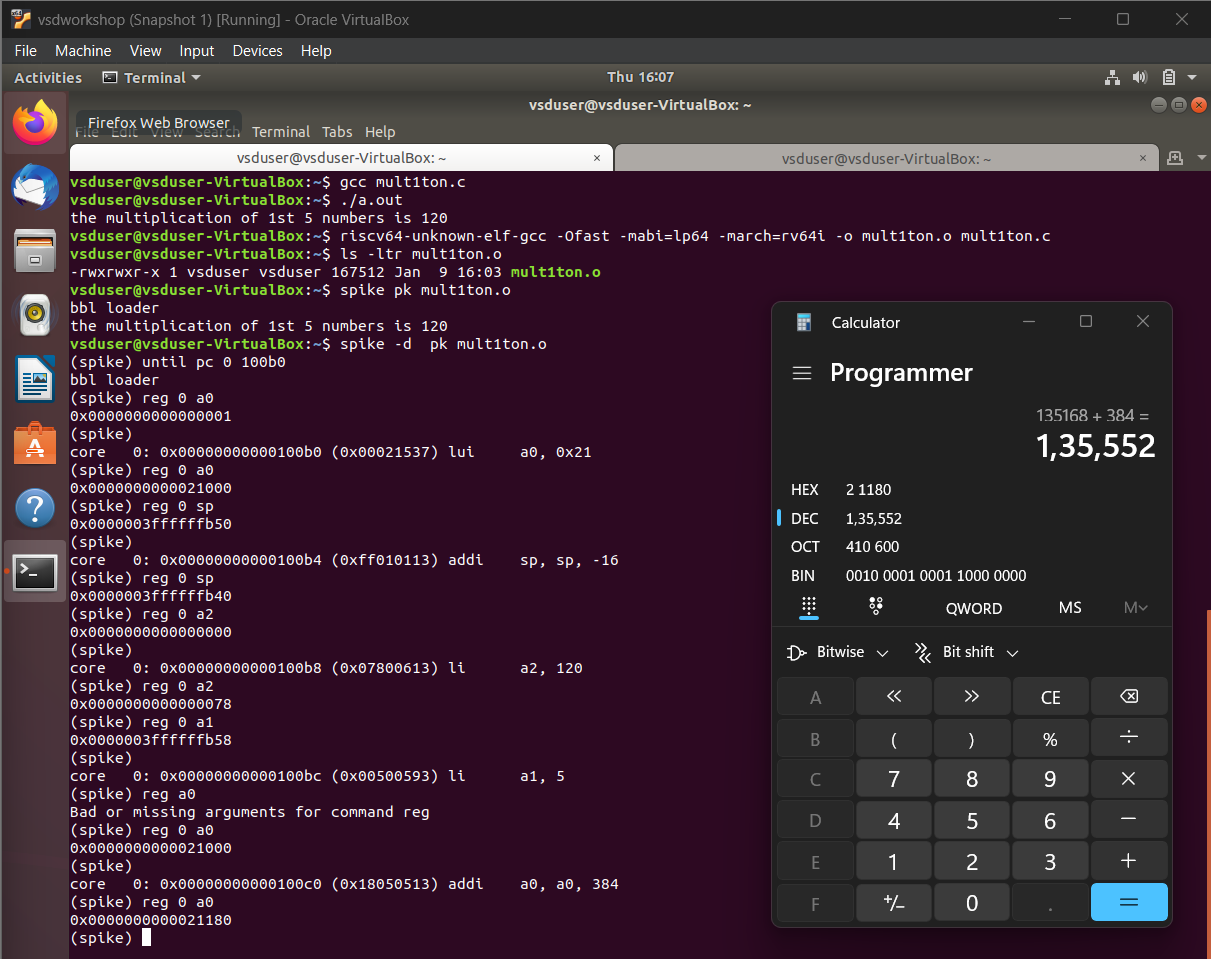 vsdworkshop (Snapshot 1) [Running] - Oracle VirtualBox
File Machine View Input Devices Help
Activities Terminal Thu 16:07
vsduser@vsduser-VirtualBox: ~
Firefox Web Browser
File Edit View Search Terminal Tabs Help
vsduser@vsduser-VirtualBox: ~ × vsduser@vsduser-VirtualBox: ~ ×
vsduser@vsduser-VirtualBox:~$ gcc mult1ton.c
vsduser@vsduser-VirtualBox:~$ ./a.out
the multiplication of 1st 5 numbers is 120
vsduser@vsduser-VirtualBox:~$ riscv64-unknown-elf-gcc -Ofast -mabi=lp64 -march=rv64i -o mult1ton.o mult1ton.c
vsduser@vsduser-VirtualBox:~$ ls -ltr mult1ton.o
-rwxrwxr-x 1 vsduser vsduser 167512 Jan  9 16:03 mult1ton.o
vsduser@vsduser-VirtualBox:~$ spike pk mult1ton.o
bbl loader
the multiplication of 1st 5 numbers is 120
vsduser@vsduser-VirtualBox:~$ spike -d  pk mult1ton.o
(spike) until pc 0 100b0
bbl loader
(spike) reg 0 a0
0x0000000000000001
(spike)
core   0: 0x00000000000100b0 (0x00021537) lui     a0, 0x21
(spike) reg 0 a0
0x0000000000021000
(spike) reg 0 sp
0x0000003ffffffb50
(spike)
core   0: 0x00000000000100b4 (0xff010113) addi    sp, sp, -16
(spike) reg 0 sp
0x0000003ffffffb40
(spike) reg 0 a2
0x0000000000000000
(spike)
core   0: 0x00000000000100b8 (0x07800613) li      a2, 120
(spike) reg 0 a2
0x0000000000000078
(spike) reg 0 a1
0x0000003ffffffb58
(spike)
core   0: 0x00000000000100bc (0x00500593) li      a1, 5
(spike) reg a0
Bad or missing arguments for command reg
(spike) reg 0 a0
0x0000000000021000
(spike)
core   0: 0x00000000000100c0 (0x18050513) addi    a0, a0, 384
(spike) reg 0 a0
0x0000000000021180
(spike)
Calculator
Programmer
135168 + 384 =
1,35,552
HEX 2 1180
DEC 1,35,552
OCT 410 600
BIN 0010 0001 0001 1000 0000
QWORD MS M
Bitwise Bit shift
A « » CE
B ( ) % ÷
C 7 8 9 ×
D 4 5 6 −
E 1 2 3 +
F +/− 0 . =